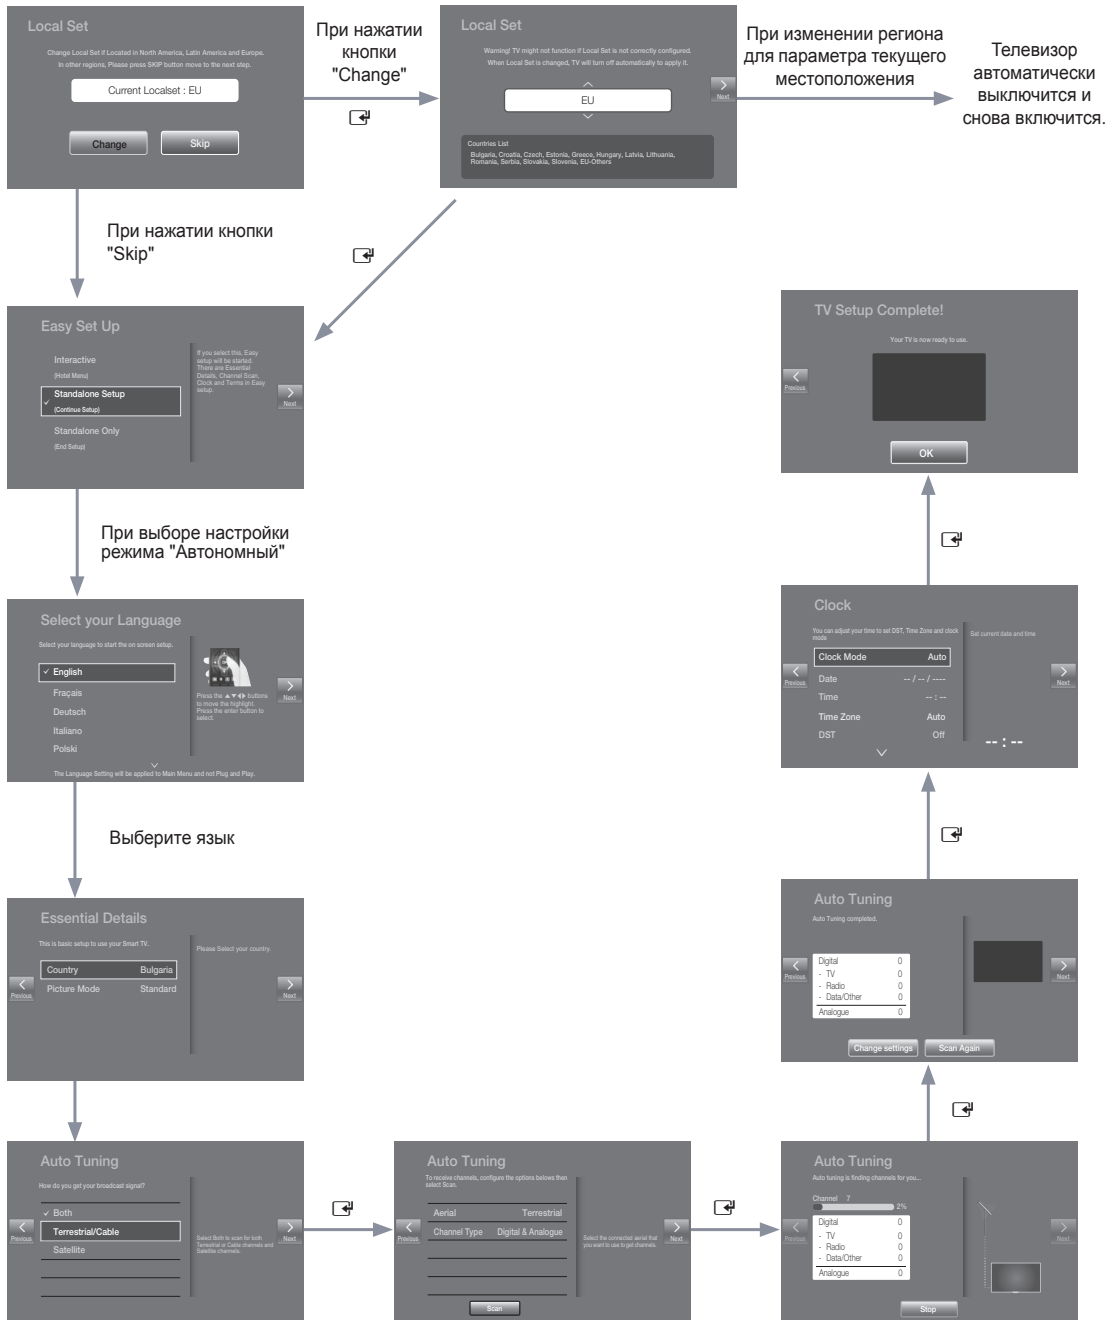 Local Set
Change Local Set if Located in North America, Latin America and Europe.
In other regions, Please press SKIP button move to the next step.
Current Localset : EU
Change
Skip
При нажатии
кнопки
"Change"
Local Set
Warning! TV might not function if Local Set is not correctly configured.
When Local Set is changed, TV will turn off automatically to apply it.
EU
Next
Countries List
Bulgaria, Croatia, Czech, Estonia, Greece, Hungary, Latvia, Lithuania,
Romania, Serbia, Slovakia, Slovenia, EU-Others
При изменении региона
для параметра текущего
местоположения
Телевизор
автоматически
выключится и
снова включится.
При нажатии кнопки
"Skip"
Easy Set Up
Interactive
(Hotel Menu)
Standalone Setup
(Continue Setup)
Standalone Only
(End Setup)
If you select this, Easy
setup will be started.
There are Essential
Details. Channel Scan,
Clock and Terms in Easy
setup.
Next
TV Setup Complete!
Your TV is now ready to use.
Previous
OK
При выборе настройки
режима "Автономный"
Select your Language
Select your language to start the on screen setup.
✓ English
Fraçais
Deutsch
Italiano
Polski
Press the ▲▼◀▶ buttons
to move the highlight.
Press the enter button to
select.
Next
The Language Setting will be applied to Main Menu and not Plug and Play.
Clock
You can adjust your time to set DST, Time Zone and clock
mode
Clock Mode Auto
Date -- / -- / ----
Time -- : --
Time Zone Auto
DST Off
Set current date and time
-- : --
Previous
Next
Выберите язык
Essential Details
This is basic setup to use your Smart TV.
Country Bulgaria
Picture Mode Standard
Please Select your country.
Previous
Next
Auto Tuning
Auto Tuning completed.
Digital 0
- TV 0
- Radio 0
- Data/Other 0
Analogue 0
Previous
Next
Change settings
Scan Again
Auto Tuning
How do you get your broadcast signal?
✓ Both
Terrestrial/Cable
Satellite
Select Both to scan for both
Terrestrial or Cable channels and
Satellite channels.
Previous
Next
Auto Tuning
To receive channels, configure the options belows then
select Scan.
Aerial Terrestrial
Channel Type Digital & Analogue
Select the connected aerial that
you want to use to get channels.
Previous
Next
Scan
Auto Tuning
Auto tuning is finding channels for you...
Channel 7
2%
Digital 0
- TV 0
- Radio 0
- Data/Other 0
Analogue 0
Previous
Next
Stop